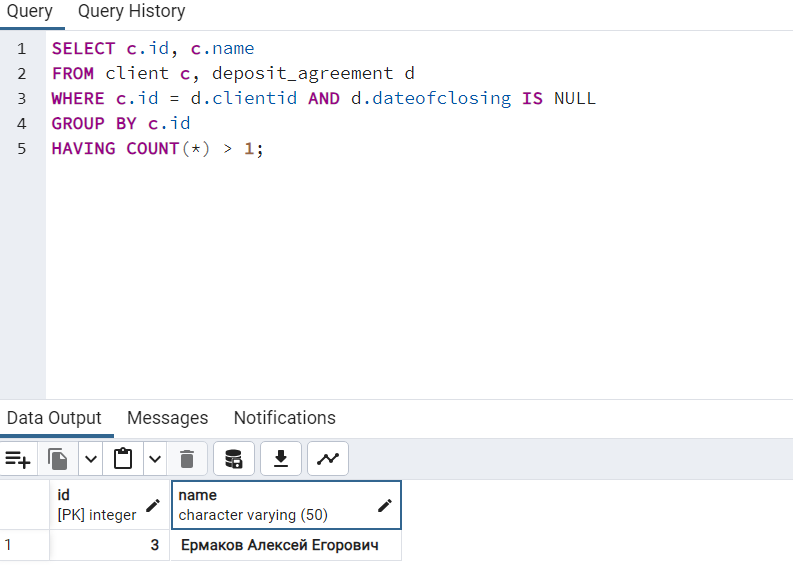 Query Query History
1 SELECT c.id, c.name
2 FROM client c, deposit_agreement d
3 WHERE c.id = d.clientid AND d.dateofclosing IS NULL
4 GROUP BY c.id
5 HAVING COUNT(*) > 1;
Data Output Messages Notifications
id name
[PK] integer character varying (50)
1 3 Ермаков Алексей Егорович